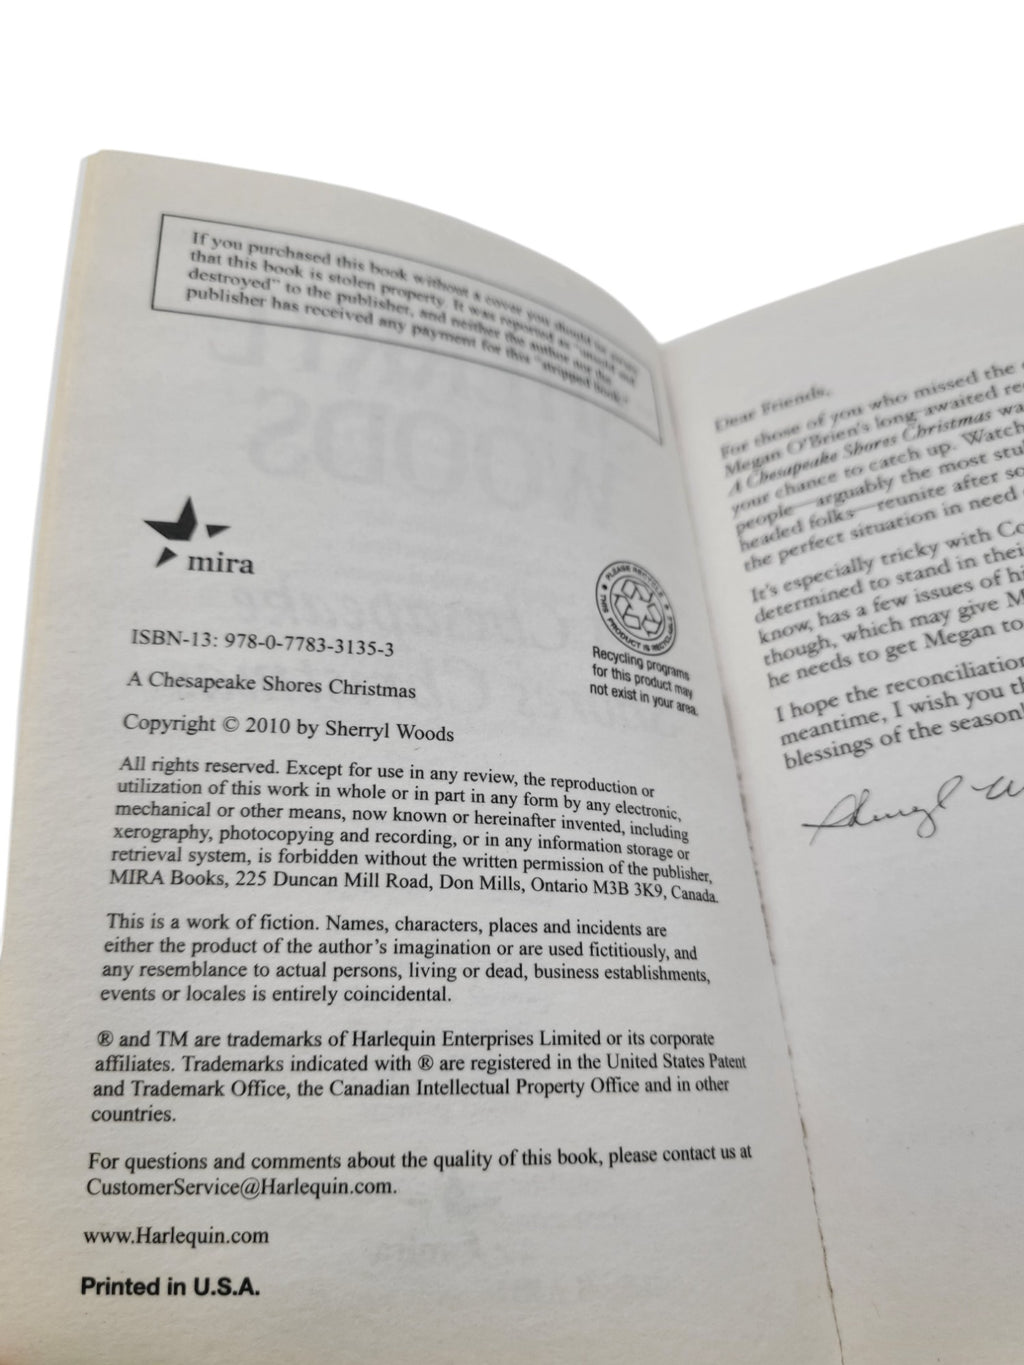 If you purchased this book without a cover you should be aware
that this book is stolen property. It was reported as "unsold and
destroyed" to the publisher, and neither the author nor the
publisher has received any payment for this "stripped book."
mira
PLEASE RECYCLE
THIS PRODUCT IS RECYCLABLE
Recycling programs
for this product may
not exist in your area.
ISBN-13: 978-0-7783-3135-3
A Chesapeake Shores Christmas
Copyright © 2010 by Sherryl Woods
All rights reserved. Except for use in any review, the reproduction or
utilization of this work in whole or in part in any form by any electronic,
mechanical or other means, now known or hereinafter invented, including
xerography, photocopying and recording, or in any information storage or
retrieval system, is forbidden without the written permission of the publisher,
MIRA Books, 225 Duncan Mill Road, Don Mills, Ontario M3B 3K9, Canada.
This is a work of fiction. Names, characters, places and incidents are
either the product of the author's imagination or are used fictitiously, and
any resemblance to actual persons, living or dead, business establishments,
events or locales is entirely coincidental.
® and TM are trademarks of Harlequin Enterprises Limited or its corporate
affiliates. Trademarks indicated with ® are registered in the United States Patent
and Trademark Office, the Canadian Intellectual Property Office and in other
countries.
For questions and comments about the quality of this book, please contact us at
CustomerService@Harlequin.com.
www.Harlequin.com
Printed in U.S.A.
Dear Friends,
For those of you who missed the
Megan O'Brien's long-awaited
A Chesapeake Shores Christmas
your chance to catch up. Watch
people—arguably the most
headed folks—reunite after
the perfect situation in need
It's especially tricky with
determined to stand in
know, has a few issues of
though, which may give
he needs to get Megan to
I hope the
meantime, I wish you
blessings of the season!
Sherryl